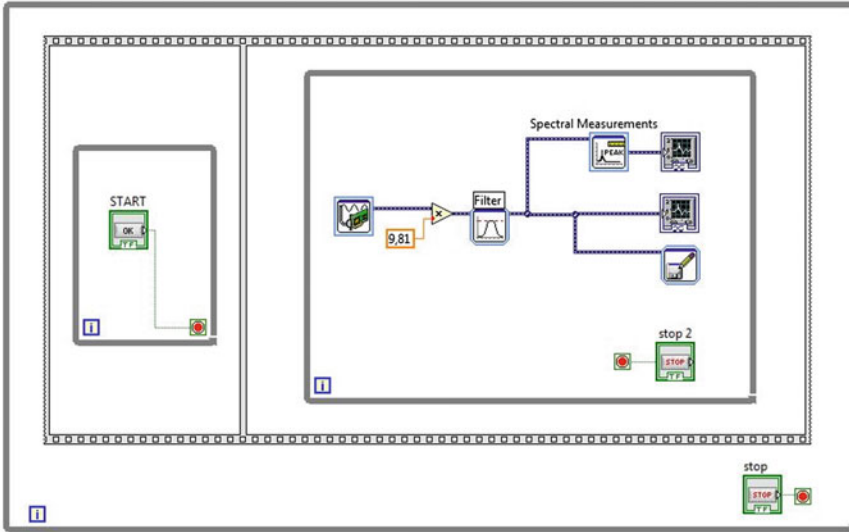 Spectral Measurements
PEAK
START
OK
TF
Filter
9,81
i
stop 2
STOP
TF
i
stop
STOP
TF
i